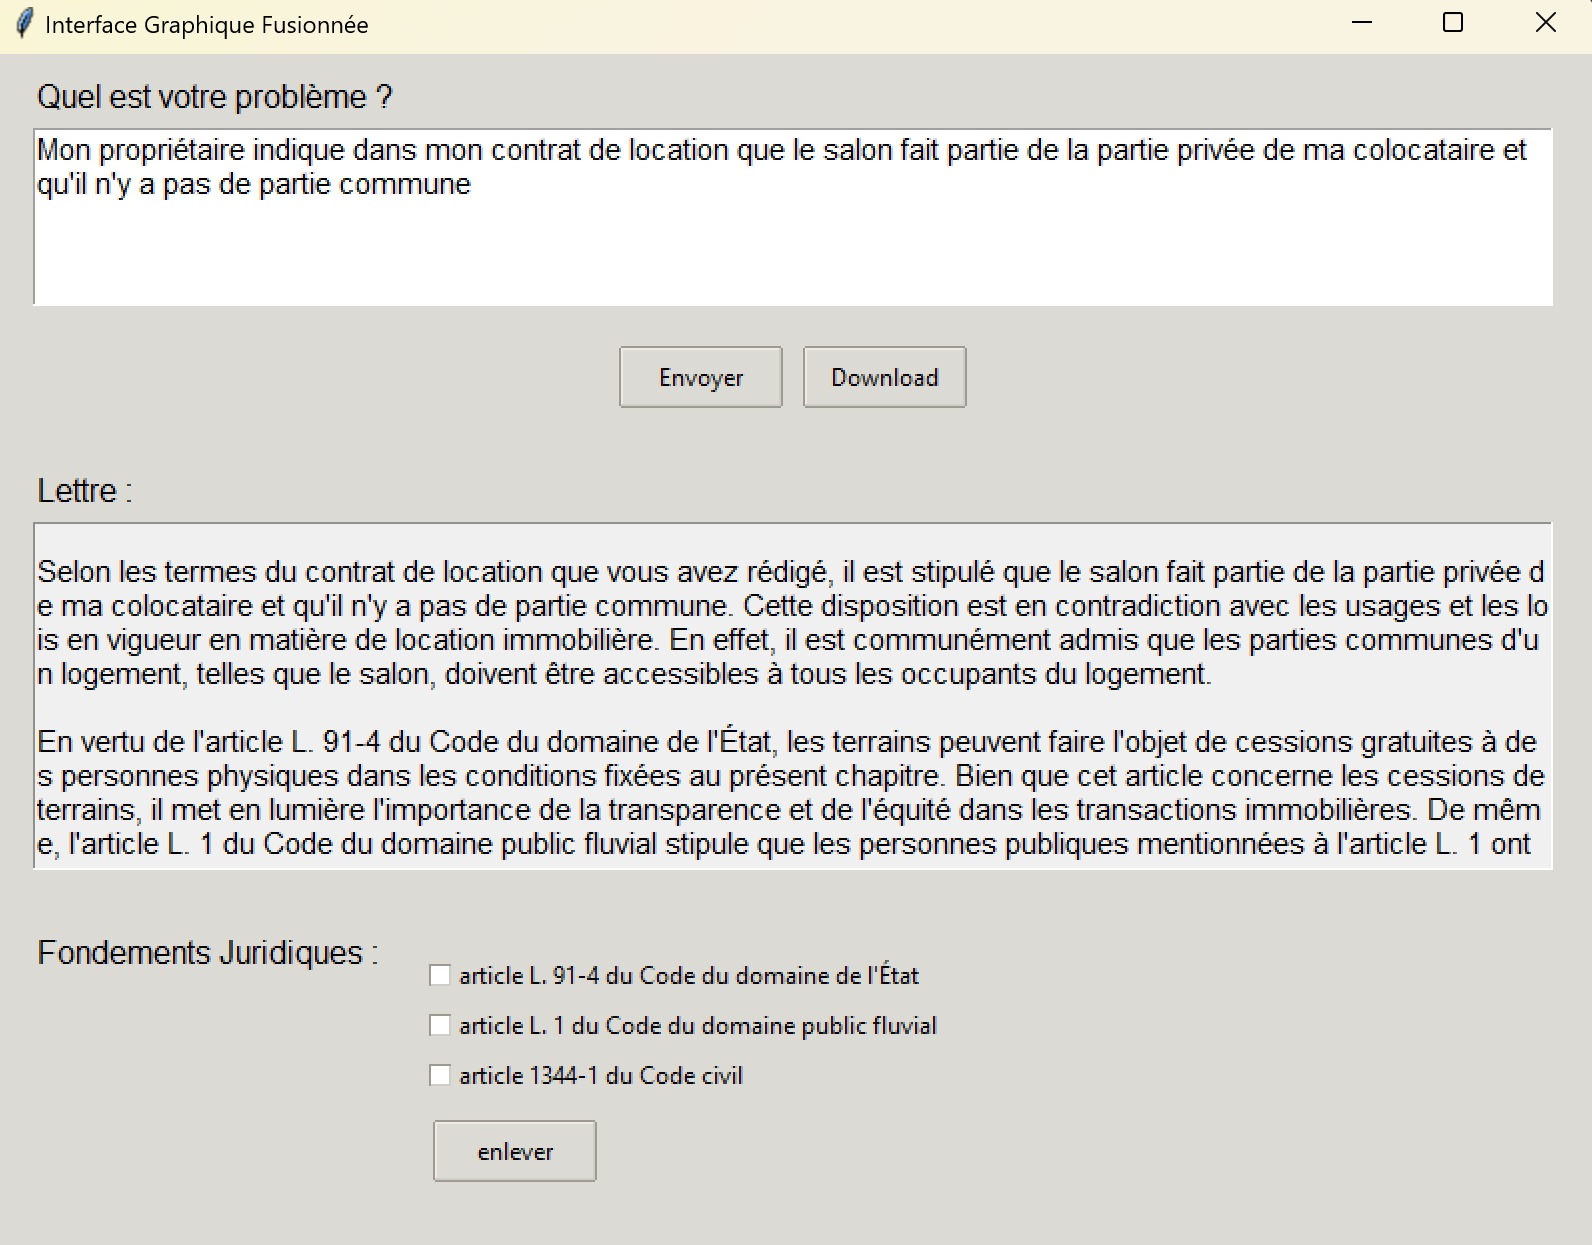 Interface Graphique Fusionnée
Quel est votre problème ?
Mon propriétaire indique dans mon contrat de location que le salon fait partie de la partie privée de ma colocataire et
qu'il n'y a pas de partie commune
Envoyer
Download
Lettre :
Selon les termes du contrat de location que vous avez rédigé, il est stipulé que le salon fait partie de la partie privée d
e ma colocataire et qu'il n'y a pas de partie commune. Cette disposition est en contradiction avec les usages et les lo
is en vigueur en matière de location immobilière. En effet, il est communément admis que les parties communes d'u
n logement, telles que le salon, doivent être accessibles à tous les occupants du logement.
En vertu de l'article L. 91-4 du Code du domaine de l'État, les terrains peuvent faire l'objet de cessions gratuites à de
s personnes physiques dans les conditions fixées au présent chapitre. Bien que cet article concerne les cessions de
terrains, il met en lumière l'importance de la transparence et de l'équité dans les transactions immobilières. De mêm
e, l'article L. 1 du Code du domaine public fluvial stipule que les personnes publiques mentionnées à l'article L. 1 ont
Fondements Juridiques :
article L. 91-4 du Code du domaine de l'État
article L. 1 du Code du domaine public fluvial
article 1344-1 du Code civil
enlever